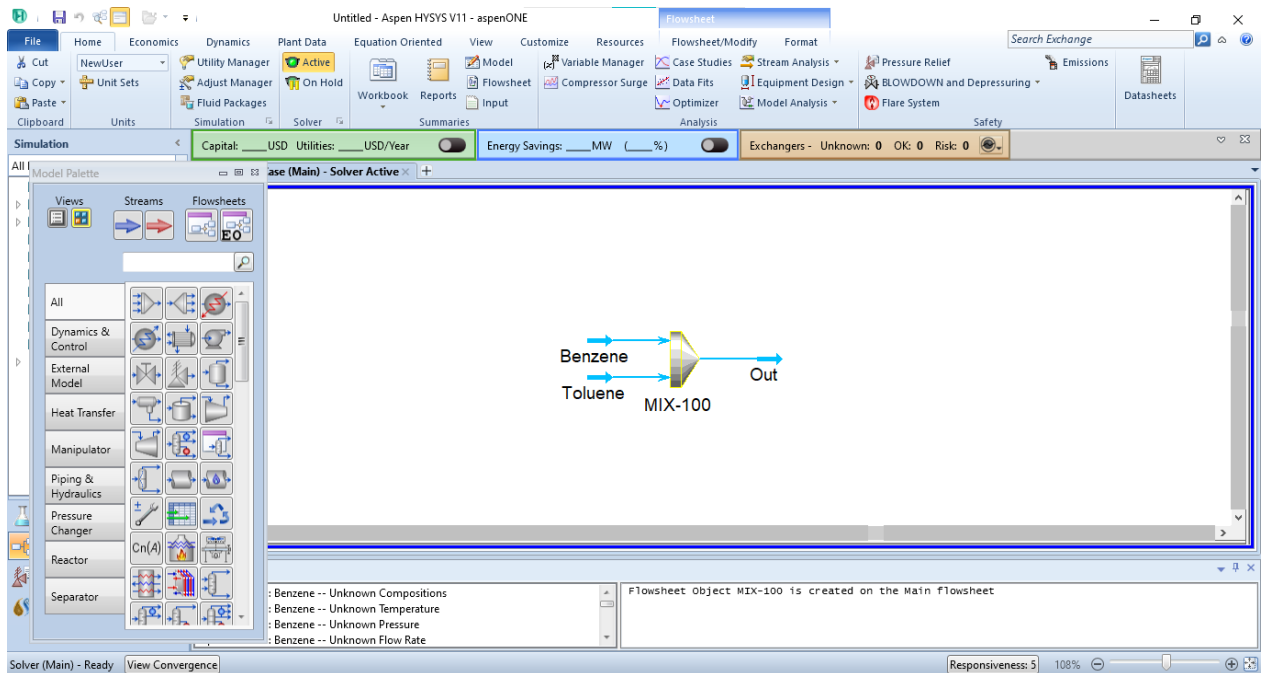 Untitled - Aspen HYSYS V11 - aspenONE
Flowsheet
File Home Economics Dynamics Plant Data Equation Oriented View Customize Resources Flowsheet/Modify Format Search Exchange
Cut NewUser Utility Manager Active Model Variable Manager Case Studies Stream Analysis Pressure Relief Emissions
Copy Unit Sets Adjust Manager On Hold Workbook Reports Flowsheet Compressor Surge Data Fits Equipment Design BLOWDOWN and Depressuring Datasheets
Paste Fluid Packages Input Optimizer Model Analysis Flare System
Clipboard Units Simulation Solver Summaries Analysis Safety
Simulation Capital: ____USD Utilities: ____USD/Year Energy Savings: ____MW (____%) Exchangers - Unknown: 0 OK: 0 Risk: 0
All
Model Palette
ase (Main) - Solver Active
Views Streams Flowsheets
EO
All
Dynamics &
Control
External
Model
Heat Transfer
Manipulator
Piping &
Hydraulics
Pressure
Changer
Reactor
Separator
Cn(A)
Benzene
Toluene
MIX-100
Out
: Benzene -- Unknown Compositions
: Benzene -- Unknown Temperature
: Benzene -- Unknown Pressure
: Benzene -- Unknown Flow Rate
Flowsheet Object MIX-100 is created on the Main flowsheet
Solver (Main) - Ready View Convergence Responsiveness: 5 108%